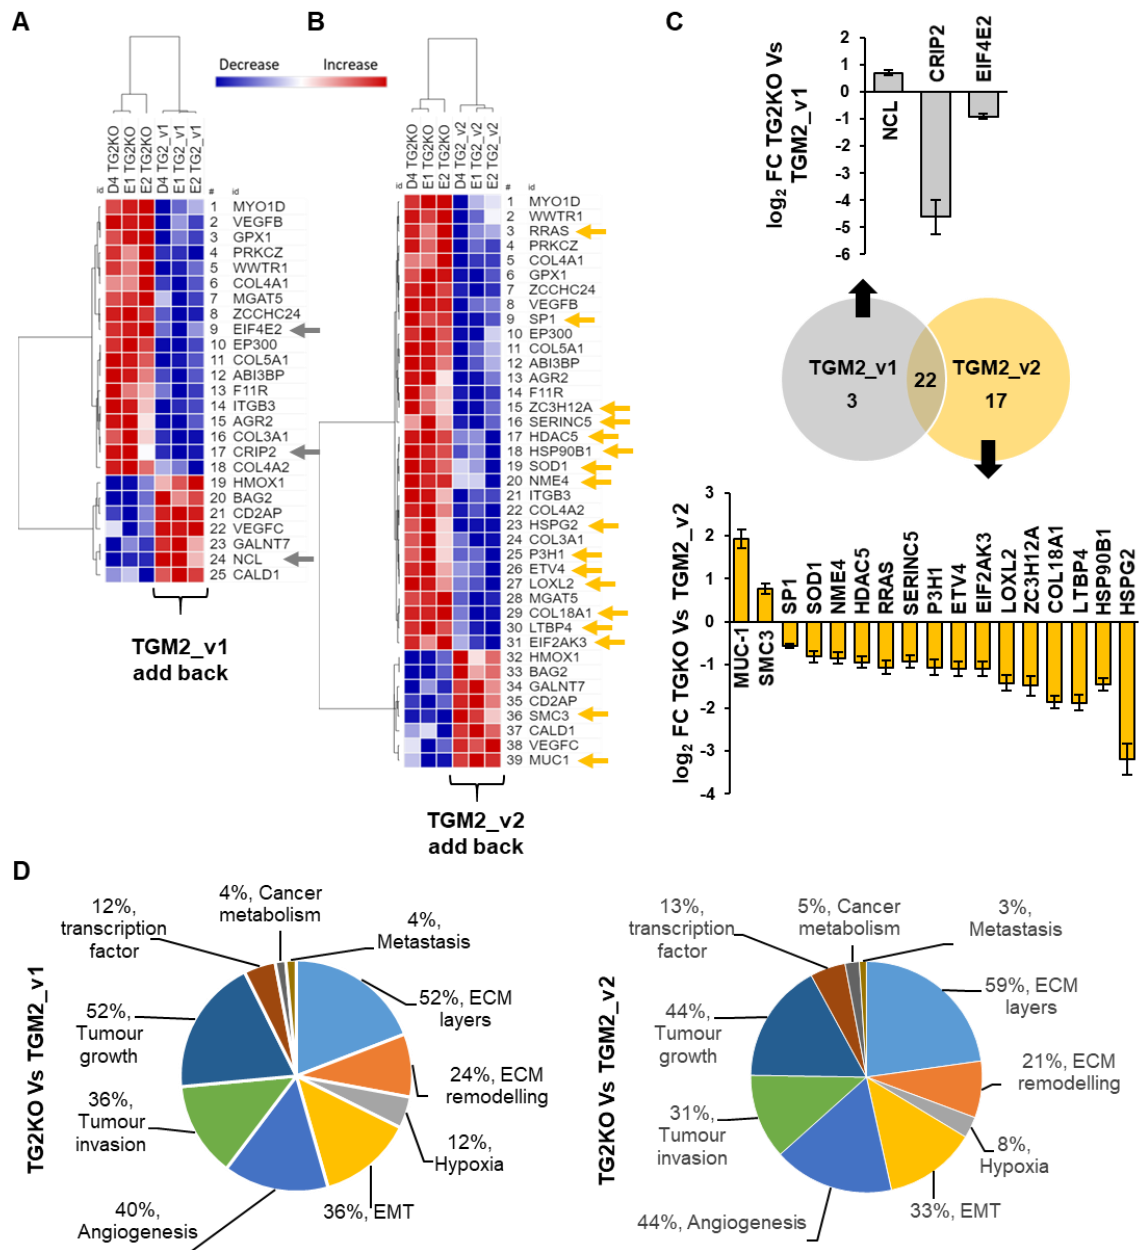 A
B
C
Decrease Increase
id
D4 TG2KO
E1 TG2KO
E2 TG2KO
D4 TG2_v1
E1 TG2_v1
E2 TG2_v1
# id
1 MYO1D
2 VEGFB
3 GPX1
4 PRKCZ
5 WWTR1
6 COL4A1
7 MGAT5
8 ZCCHC24
9 EIF4E2
10 EP300
11 COL5A1
12 ABI3BP
13 F11R
14 ITGB3
15 AGR2
16 COL3A1
17 CRIP2
18 COL4A2
19 HMOX1
20 BAG2
21 CD2AP
22 VEGFC
23 GALNT7
24 NCL
25 CALD1
TGM2_v1
add back
id
D4 TG2KO
E1 TG2KO
E2 TG2KO
D4 TG2_v2
E1 TG2_v2
E2 TG2_v2
# id
1 MYO1D
2 WWTR1
3 RRAS
4 PRKCZ
5 COL4A1
6 GPX1
7 ZCCHC24
8 VEGFB
9 SP1
10 EP300
11 COL5A1
12 ABI3BP
13 AGR2
14 F11R
15 ZC3H12A
16 SERINC5
17 HDAC5
18 HSP90B1
19 SOD1
20 NME4
21 ITGB3
22 COL4A2
23 HSPG2
24 COL3A1
25 P3H1
26 ETV4
27 LOXL2
28 MGAT5
29 COL18A1
30 LTBP4
31 EIF2AK3
32 HMOX1
33 BAG2
34 GALNT7
35 CD2AP
36 SMC3
37 CALD1
38 VEGFC
39 MUC1
TGM2_v2
add back
log2 FC TG2KO Vs
TGM2_v1
2
1
0
-1
-2
-3
-4
-5
-6
NCL
CRIP2
EIF4E2
TGM2_v1
3
22
TGM2_v2
17
log2 FC TGKO Vs TGM2_v2
3
2
1
0
-1
-2
-3
-4
MUC-1
SMC3
SP1
SOD1
NME4
HDAC5
RRAS
SERINC5
P3H1
ETV4
EIF2AK3
LOXL2
ZC3H12A
COL18A1
LTBP4
HSP90B1
HSPG2
D
TG2KO Vs TGM2_v1
12%,
transcription
factor
4%, Cancer
metabolism
4%,
Metastasis
52%, ECM
layers
24%, ECM
remodelling
12%,
Hypoxia
36%, EMT
40%,
Angiogenesis
36%,
Tumour
invasion
52%,
Tumour
growth
TG2KO Vs TGM2_v2
13%,
transcription
factor
5%, Cancer
metabolism
3%,
Metastasis
59%, ECM
layers
21%, ECM
remodelling
8%,
Hypoxia
33%, EMT
44%, Angiogenesis
31%,
Tumour
invasion
44%,
Tumour
growth